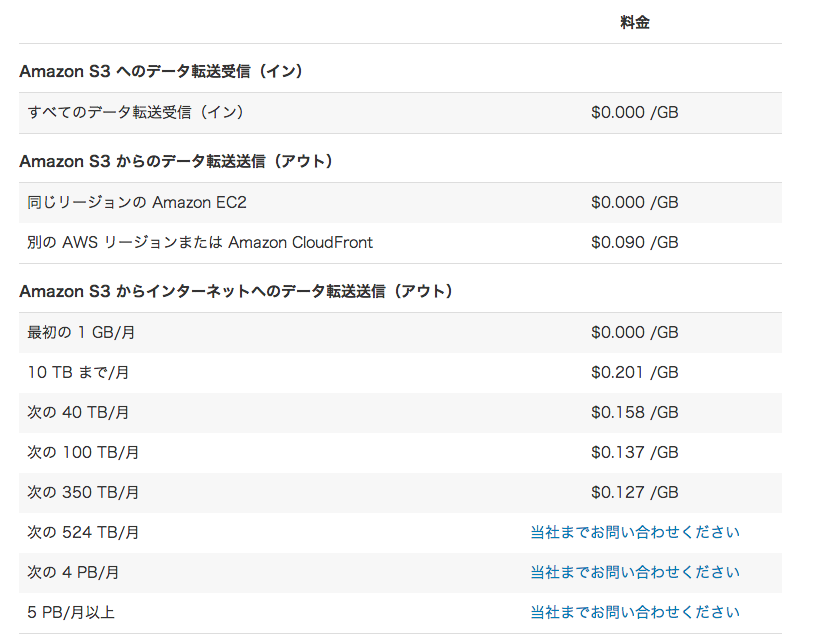 料金
Amazon S3 へのデータ転送受信（イン）
すべてのデータ転送受信（イン） $0.000 /GB
Amazon S3 からのデータ転送送信（アウト）
同じリージョンの Amazon EC2 $0.000 /GB
別の AWS リージョンまたは Amazon CloudFront $0.090 /GB
Amazon S3 からインターネットへのデータ転送送信（アウト）
最初の 1 GB/月 $0.000 /GB
10 TB まで/月 $0.201 /GB
次の 40 TB/月 $0.158 /GB
次の 100 TB/月 $0.137 /GB
次の 350 TB/月 $0.127 /GB
次の 524 TB/月 当社までお問い合わせください
次の 4 PB/月 当社までお問い合わせください
5 PB/月以上 当社までお問い合わせください